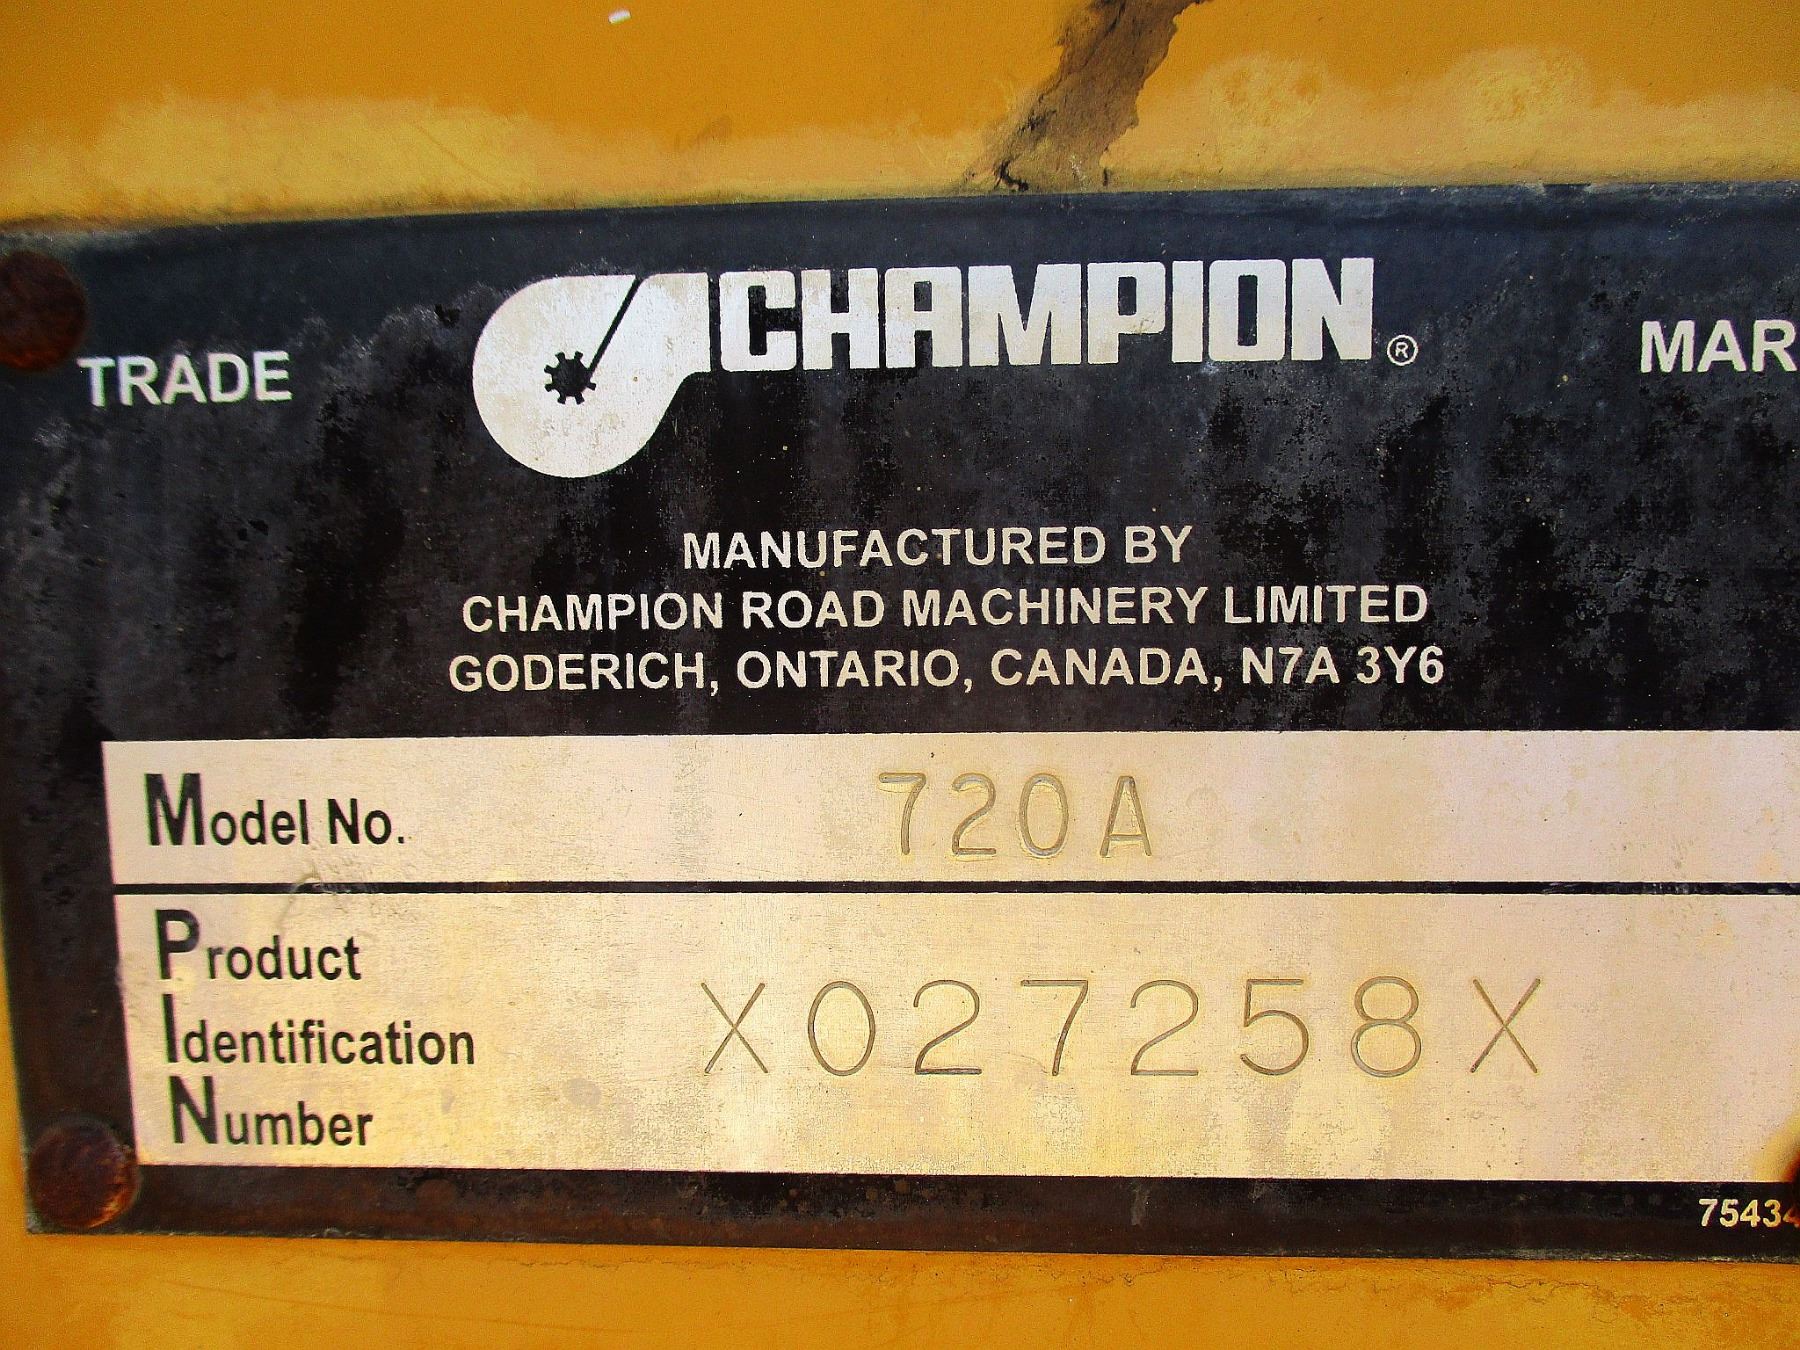 TRADE CHAMPION® MAR
MANUFACTURED BY
CHAMPION ROAD MACHINERY LIMITED
GODERICH, ONTARIO, CANADA, N7A 3Y6
Model No. 720A
Product
Identification X027258X
Number
75434